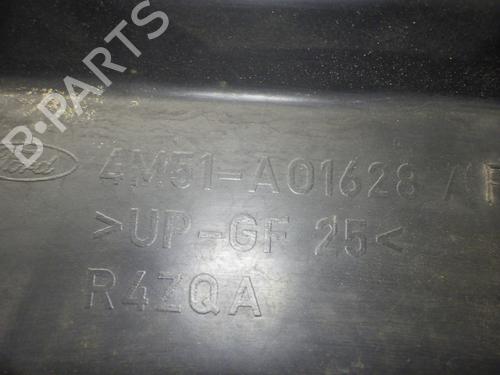 B-PARTS
Ford 4M51-A01628 A
>UP-GF 25<
R4ZQA